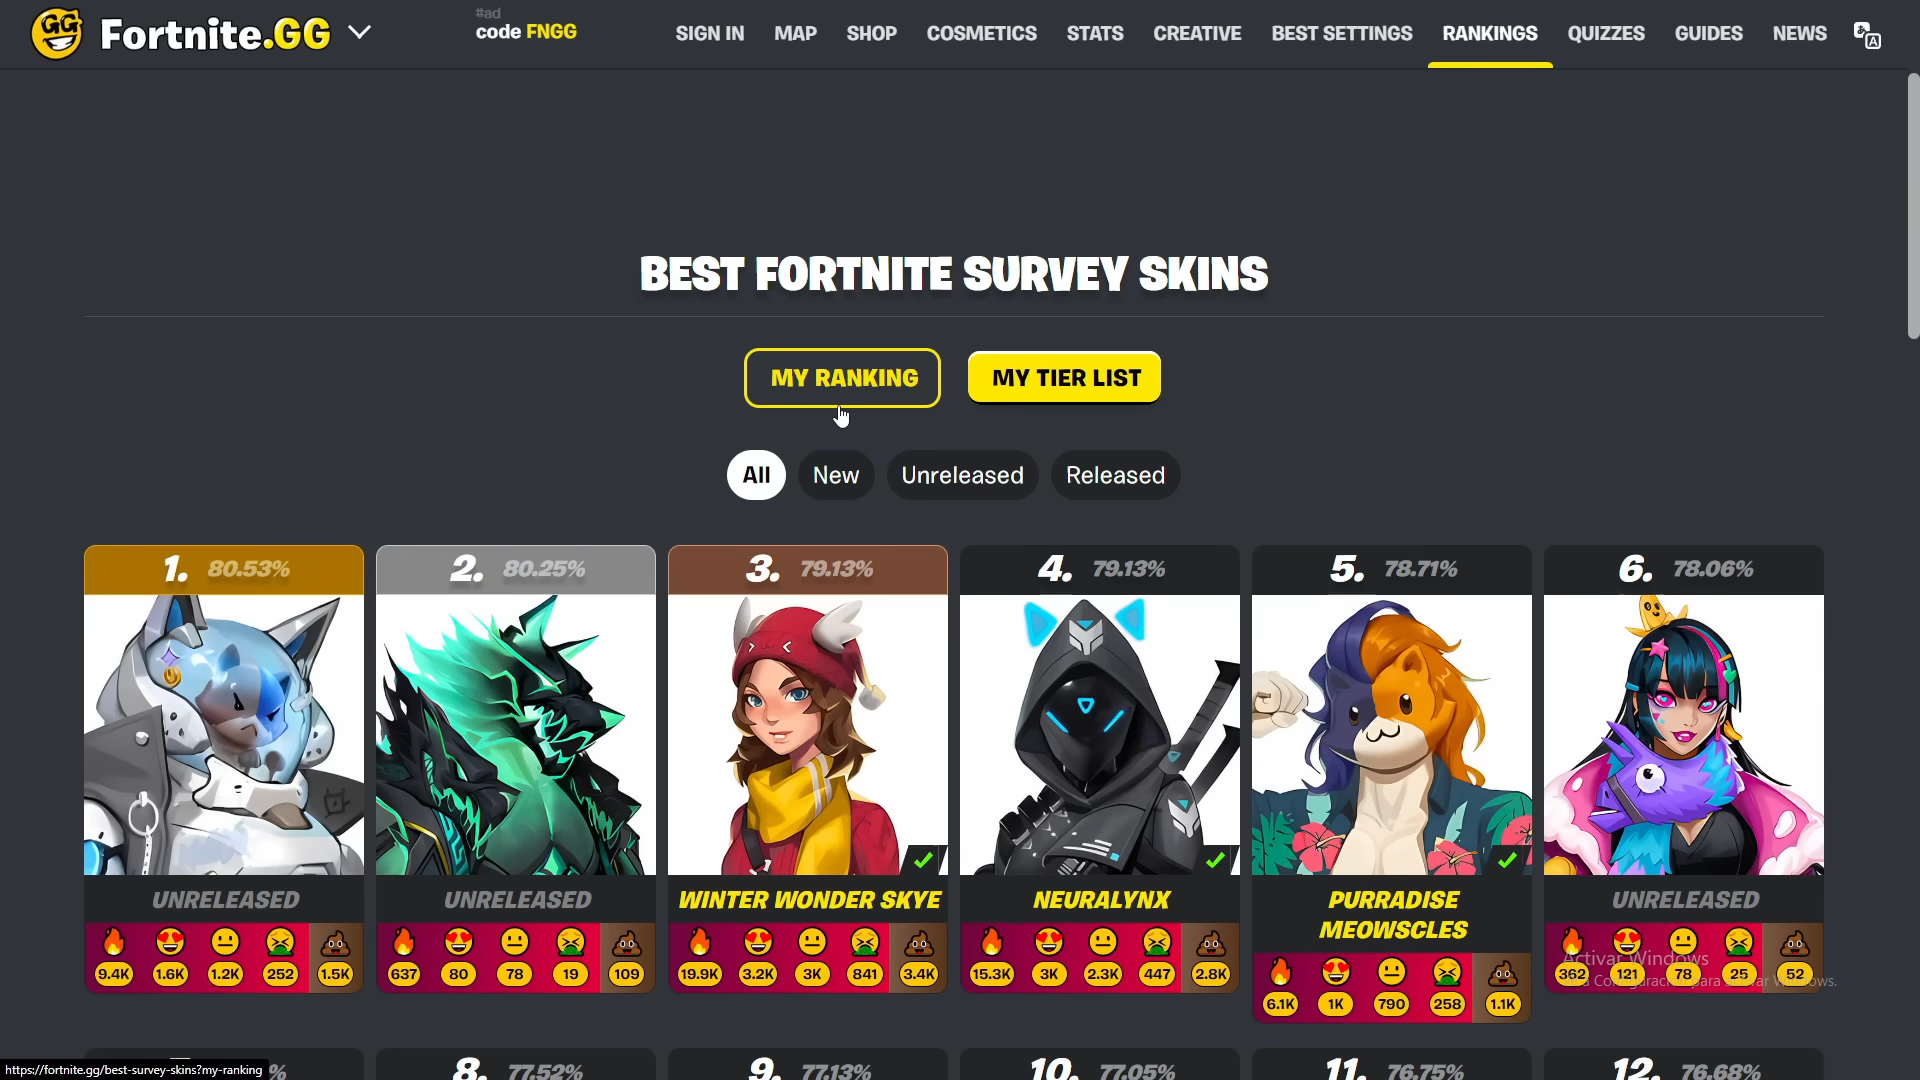 Fortnite.GG
#ad
code FNGG
SIGN IN
MAP
SHOP
COSMETICS
STATS
CREATIVE
BEST SETTINGS
RANKINGS
QUIZZES
GUIDES
NEWS
BEST FORTNITE SURVEY SKINS
MY RANKING
MY TIER LIST
All
New
Unreleased
Released
1. 80.53%
UNRELEASED
9.4K 1.6K 1.2K 252 1.5K
2. 80.25%
UNRELEASED
637 80 78 19 109
3. 79.13%
WINTER WONDER SKYE
19.9K 3.2K 3K 841 3.4K
4. 79.13%
NEURALYNX
15.3K 3K 2.3K 447 2.8K
5. 78.71%
PURRADISE
MEOWSCLES
6.1K 1K 790 258 1.1K
6. 78.06%
UNRELEASED
362 121 78 25 52
Activar Windows
8. 77.52%
9. 77.13%
10. 77.05%
11. 76.75%
12. 76.68%
https://fortnite.gg/best-survey-skins?my-ranking